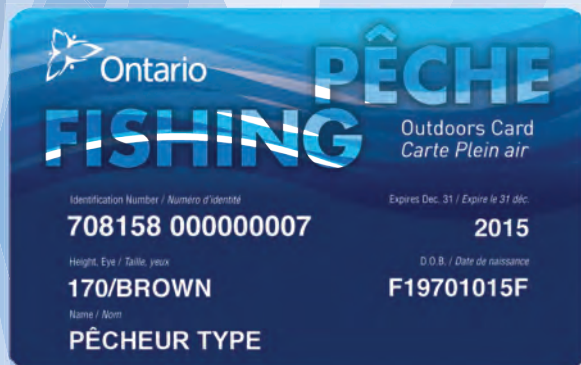 Ontario
PÊCHE
FISHING
Outdoors Card
Carte Plein air
Identification Number / Numéro d'identité
Expires Dec. 31 / Expire le 31 déc.
708158 000000007
2015
Height, Eye / Taille, yeux
D.O.B. / Date de naissance
170/BROWN
F19701015F
Name / Nom
PÊCHEUR TYPE